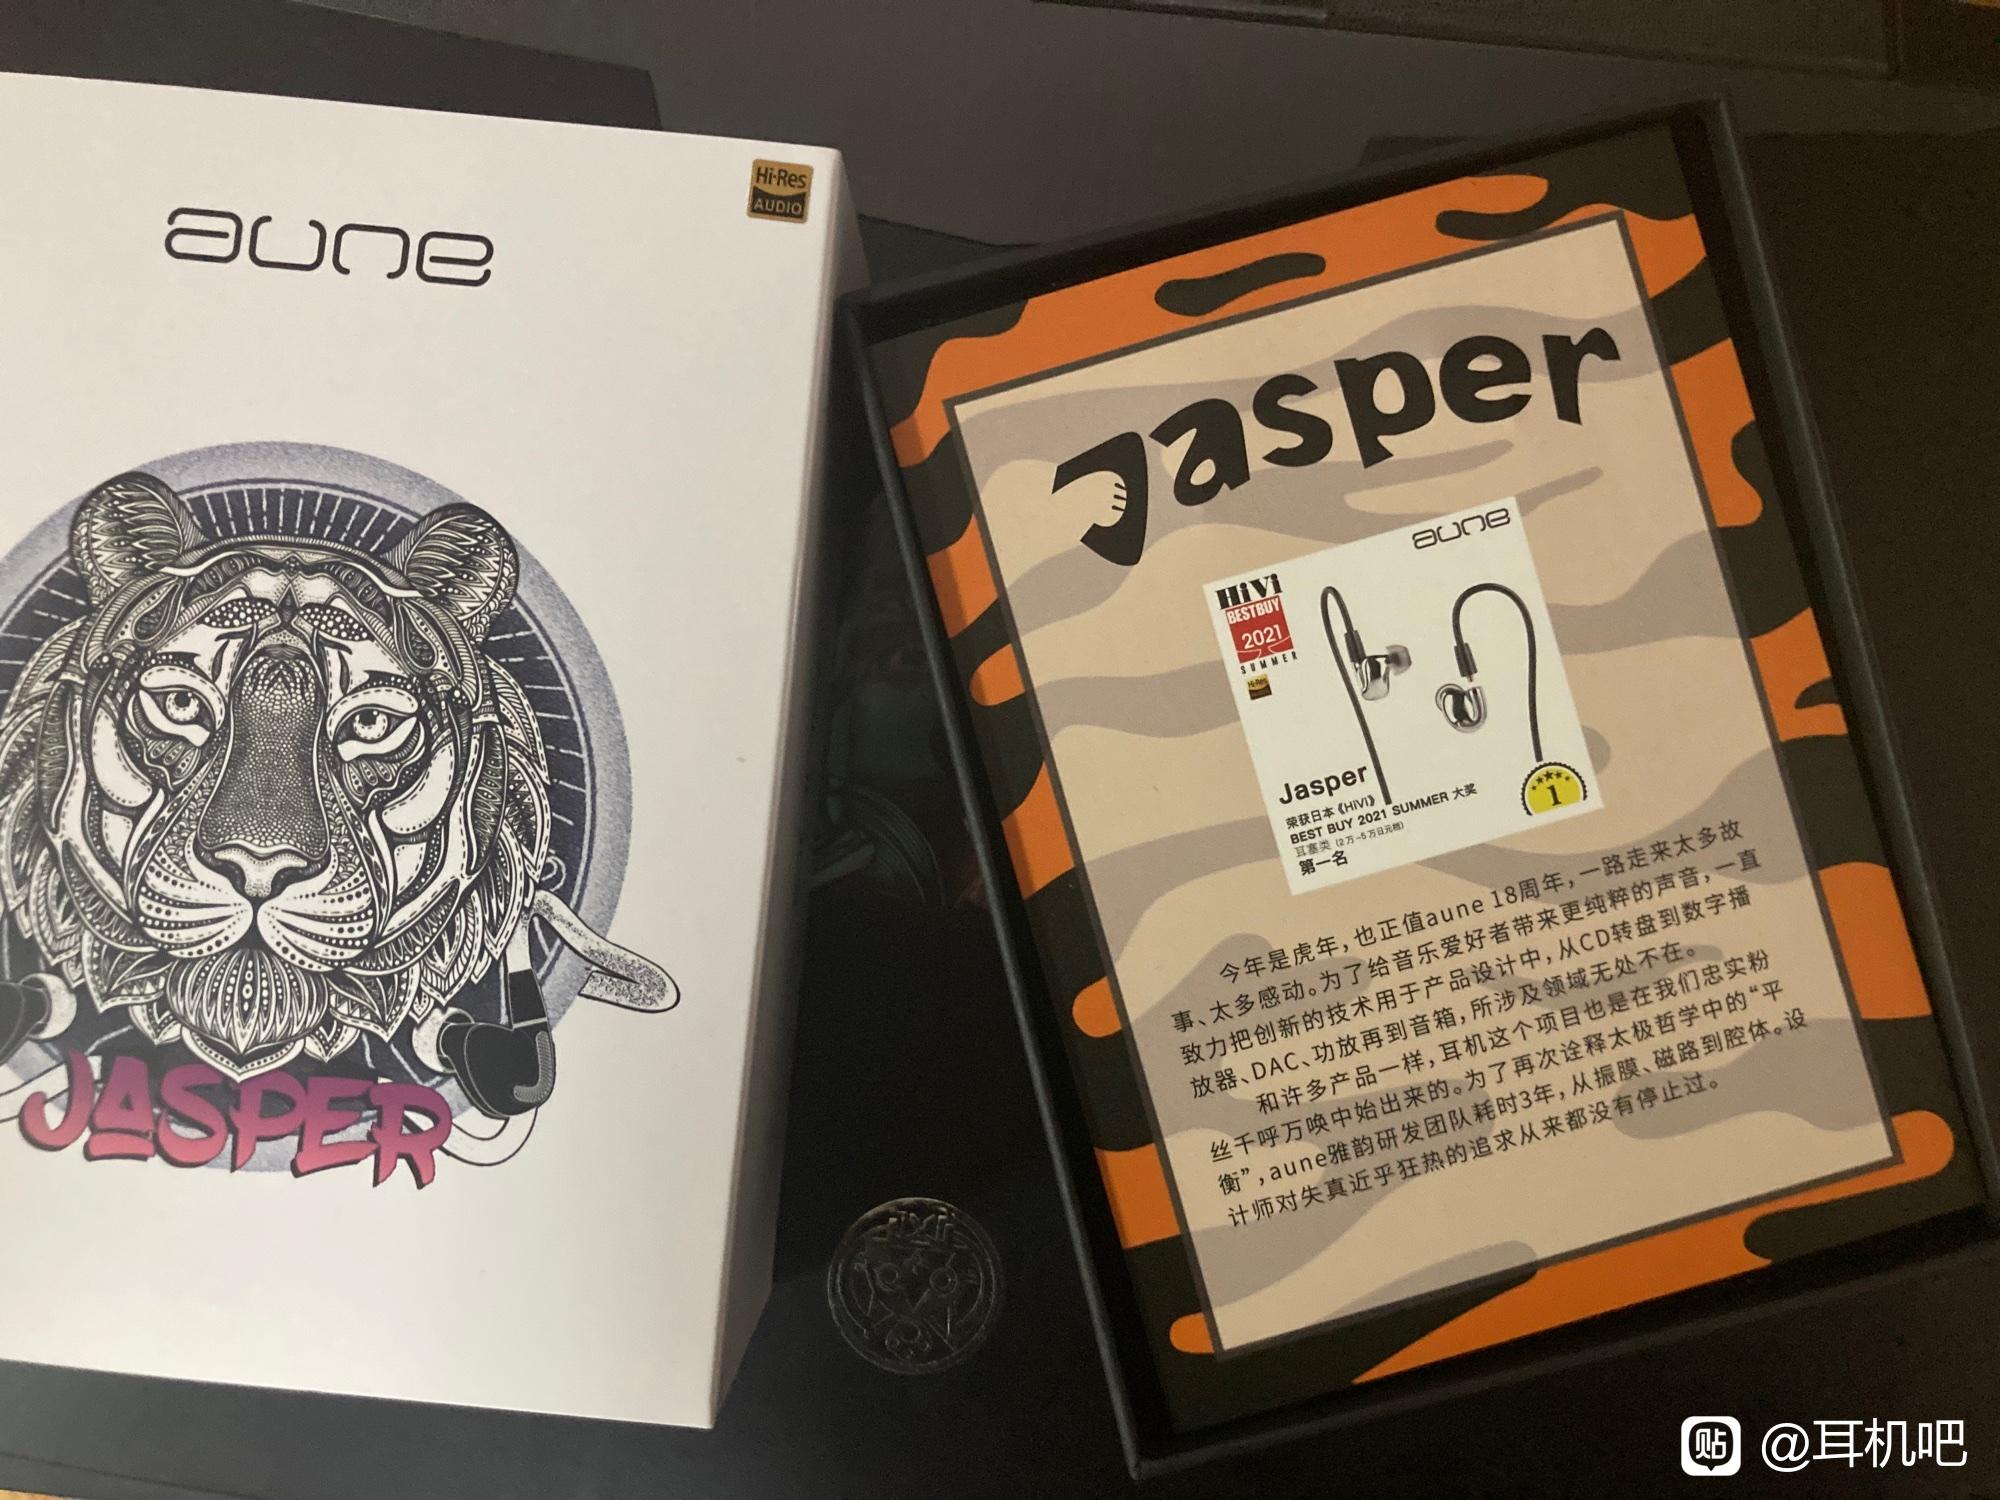 aune
Hi-Res
AUDIO
JASPER
Jasper
aune
HiVi
BESTBUY
2021
SUMMER
Hi-Res
Jasper
荣获日本《HiVi》
BEST BUY 2021 SUMMER 大奖
耳塞类 (2万-5万日元档)
第一名
1
今年是虎年，也正值aune 18周年，一路走来太多故
事、太多感动。为了给音乐爱好者带来更纯粹的声音，一直
致力把创新的技术用于产品设计中，从CD转盘到数字播
放器、DAC、功放再到音箱，所涉及领域无处不在。
和许多产品一样，耳机这个项目也是在我们忠实粉
丝千呼万唤中始出来的。为了再次诠释太极哲学中的“平
衡”，aune雅韵研发团队耗时3年，从振膜、磁路到腔体。设
计师对失真近乎狂热的追求从来都没有停止过。
贴 @耳机吧